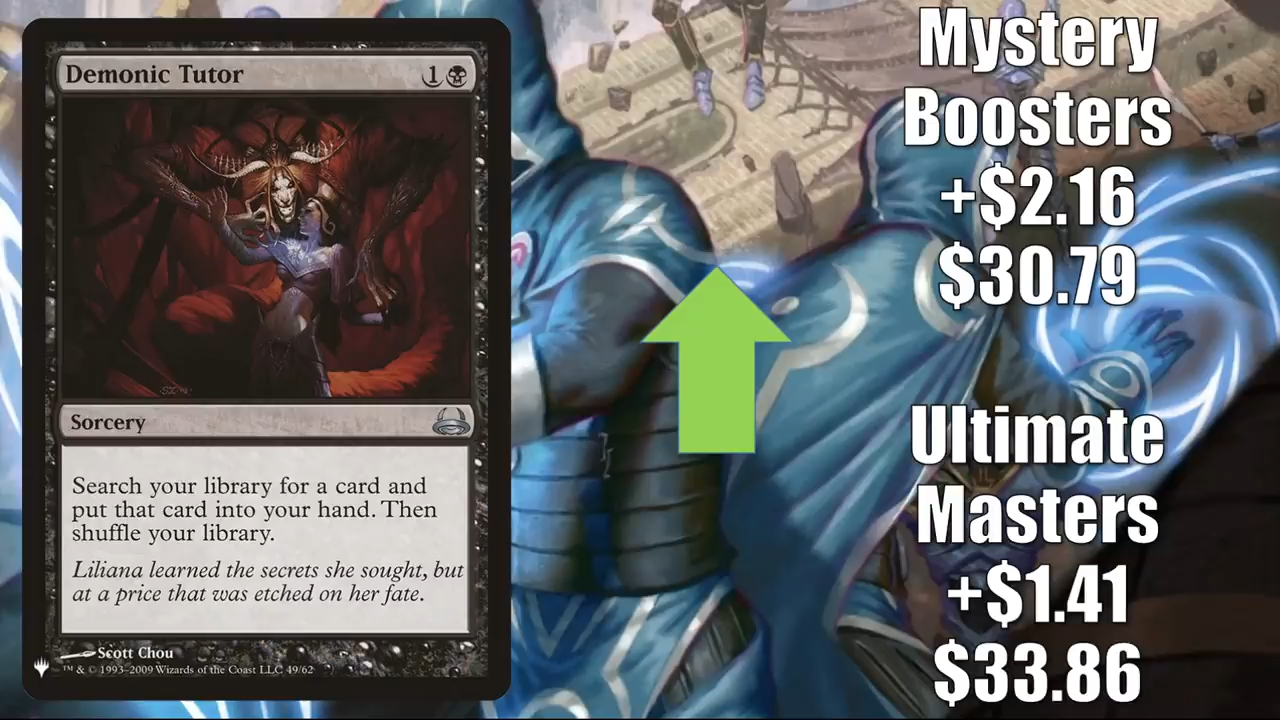 Demonic Tutor
1
Sorcery
Search your library for a card and
put that card into your hand. Then
shuffle your library.
Liliana learned the secrets she sought, but
at a price that was etched on her fate.
Scott Chou
™ & © 1993–2009 Wizards of the Coast LLC 49/62
Mystery
Boosters
+$2.16
$30.79
Ultimate
Masters
+$1.41
$33.86